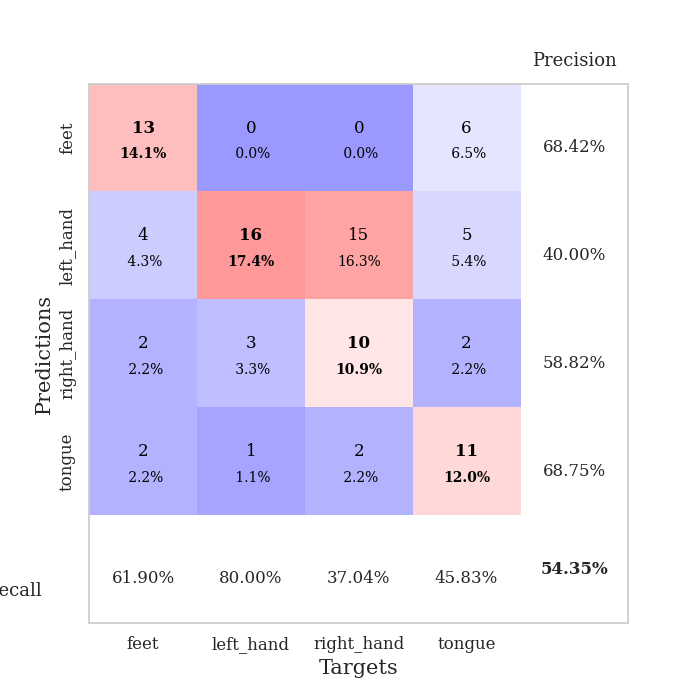 Precision
feet
13 0 0 6
14.1% 0.0% 0.0% 6.5%
68.42%
left_hand
4 16 15 5
4.3% 17.4% 16.3% 5.4%
40.00%
Predictions
right_hand
2 3 10 2
2.2% 3.3% 10.9% 2.2%
58.82%
tongue
2 1 2 11
2.2% 1.1% 2.2% 12.0%
68.75%
ecall
61.90% 80.00% 37.04% 45.83% 54.35%
feet left_hand right_hand tongue
Targets